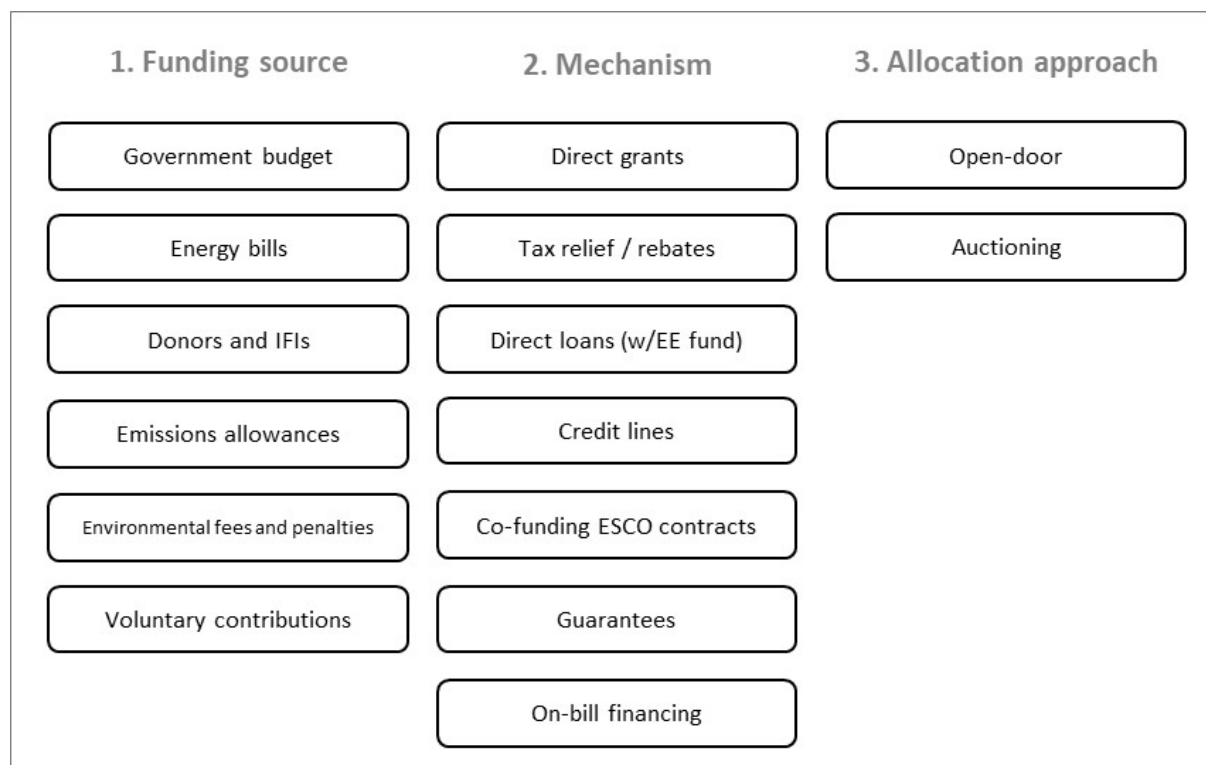 1. Funding source
Government budget
Energy bills
Donors and IFIs
Emissions allowances
Environmental fees and penalties
Voluntary contributions
2. Mechanism
Direct grants
Tax relief / rebates
Direct loans (w/EE fund)
Credit lines
Co-funding ESCO contracts
Guarantees
On-bill financing
3. Allocation approach
Open-door
Auctioning